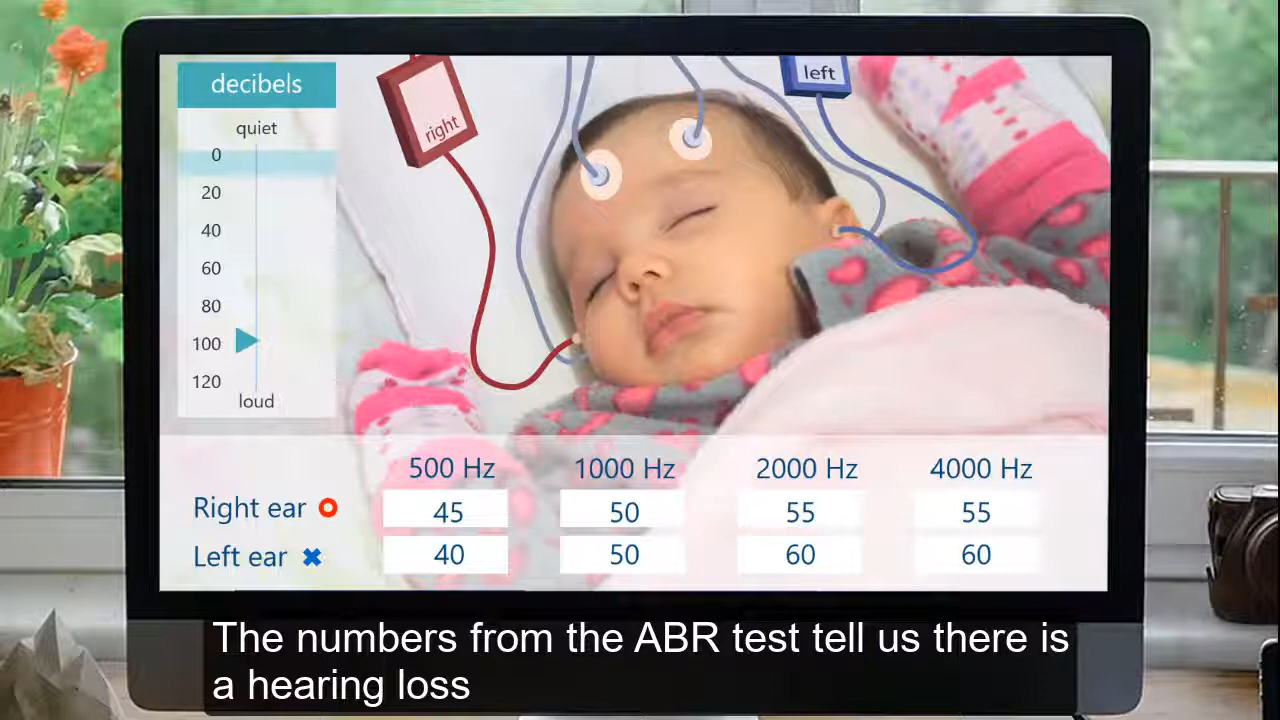 decibels
quiet
0
20
40
60
80
100
120
loud
right
left
500 Hz 1000 Hz 2000 Hz 4000 Hz
Right ear 45 50 55 55
Left ear 40 50 60 60
The numbers from the ABR test tell us there is
a hearing loss